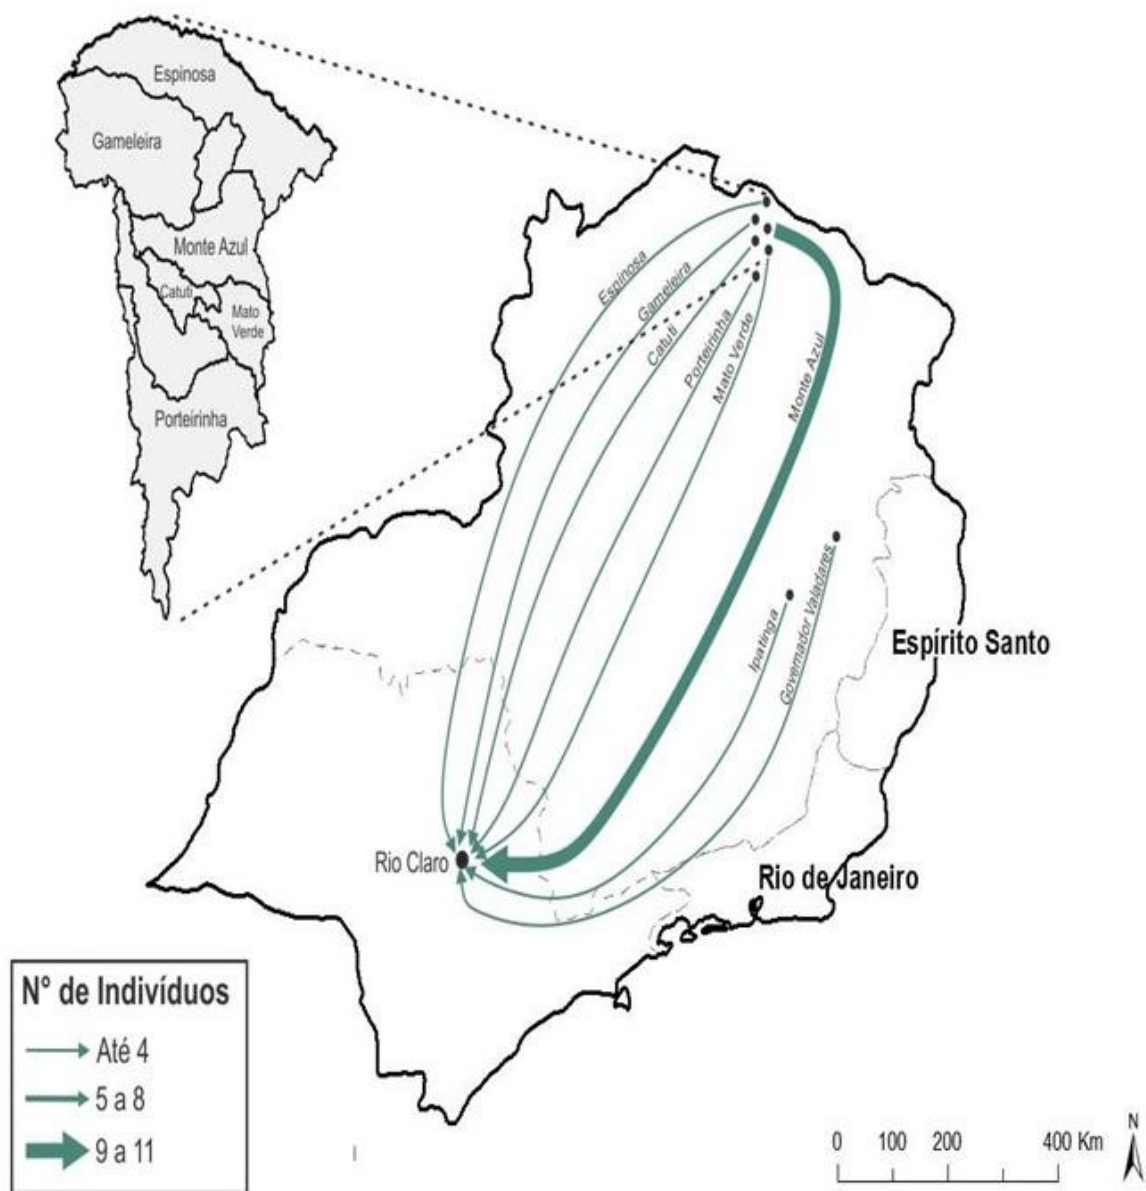 Espinosa
Gameleira
Monte Azul
Catuti
Mato
Verde
Porteirinha
Espinosa
Gameleira
Catuti
Porteirinha
Mato Verde
Monte Azul
Ipatinga
Governador Valadares
Espírito Santo
Rio Claro
Rio de Janeiro
N° de Indivíduos
Até 4
5 a 8
9 a 11
0 100 200 400 Km
N